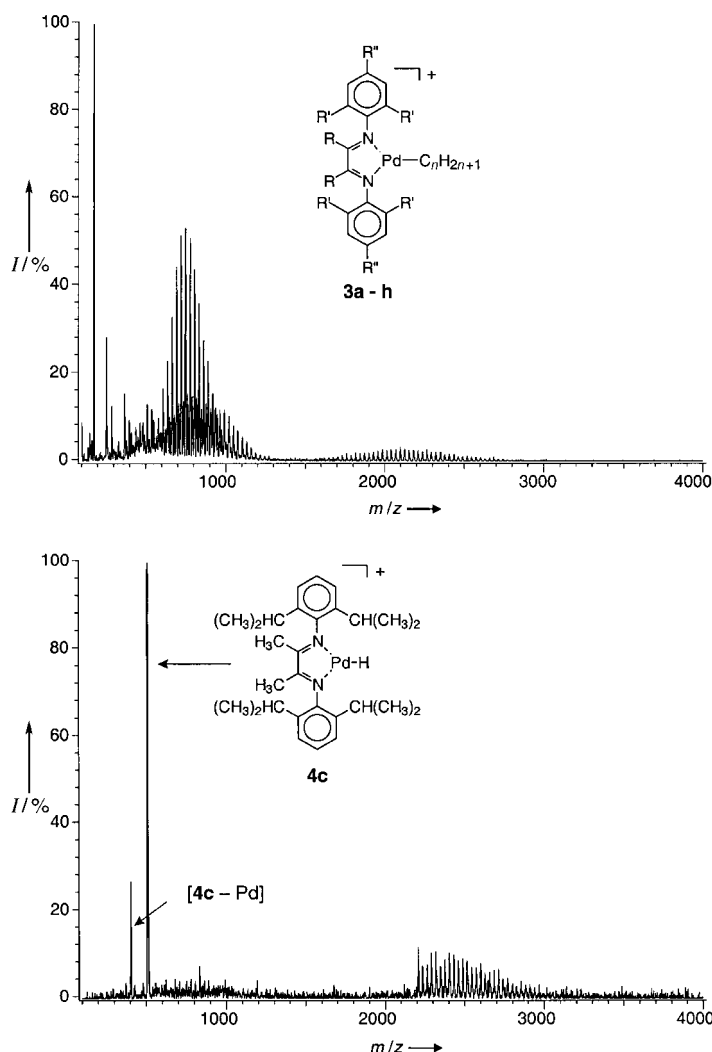 100
80
60
40
20
0
I / %
1000
2000
3000
4000
m / z
R''
R'
R'
R
N
Pd
CnH2n+1
R
N
R'
R'
R''
+
3a - h
100
80
60
40
20
0
I / %
1000
2000
3000
4000
m / z
+
(CH3)2HC
CH(CH3)2
H3C
N
Pd-H
H3C
N
(CH3)2HC
CH(CH3)2
4c
[4c – Pd]